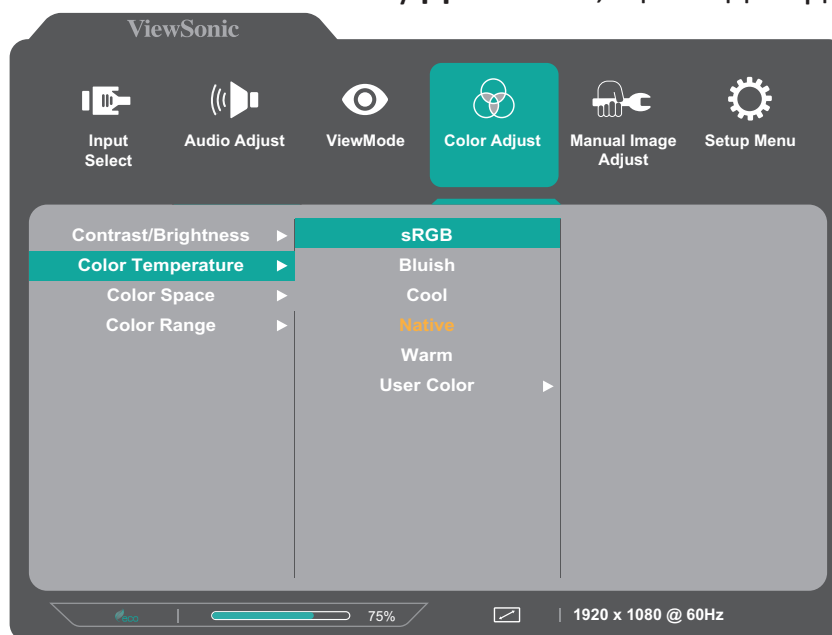 ViewSonic
Input Select
Audio Adjust
ViewMode
Color Adjust
Manual Image Adjust
Setup Menu
Contrast/Brightness
Color Temperature
Color Space
Color Range
sRGB
Bluish
Cool
Native
Warm
User Color
eco
75%
1920 x 1080 @ 60Hz